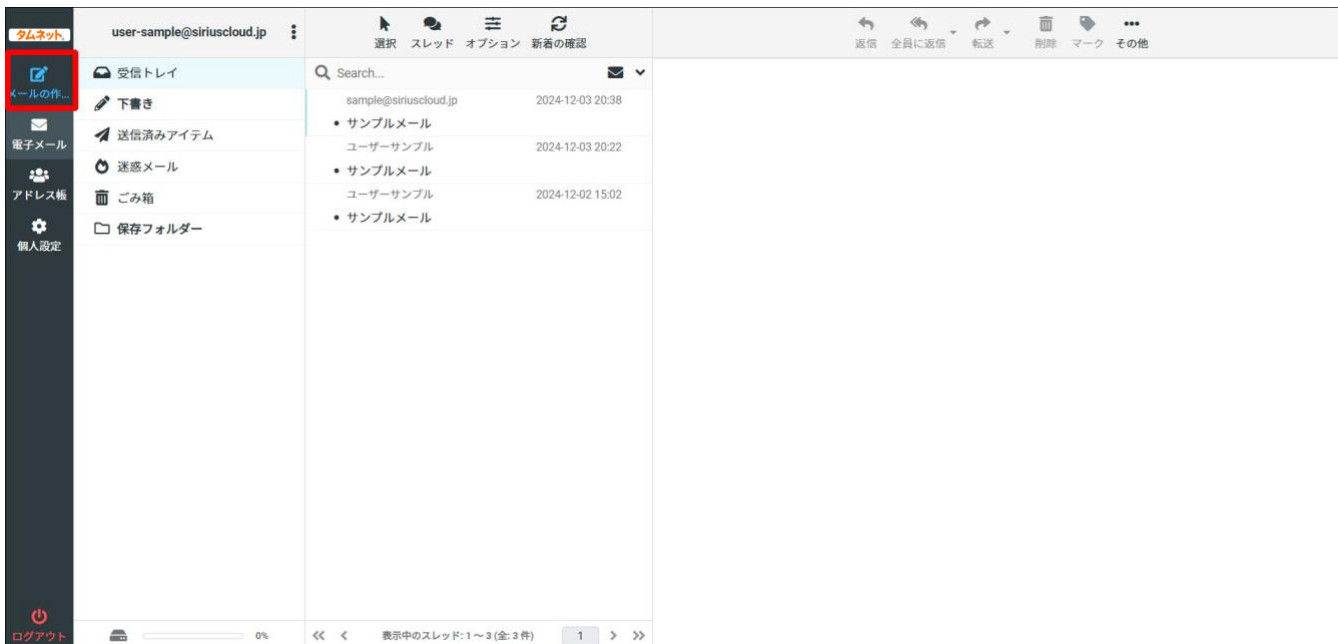 タムネット
メールの作...
電子メール
アドレス帳
個人設定
ログアウト
user-sample@siriuscloud.jp
受信トレイ
下書き
送信済みアイテム
迷惑メール
ごみ箱
保存フォルダー
0%
選択 スレッド オプション 新着の確認
Search...
sample@siriuscloud.jp 2024-12-03 20:38
• サンプルメール
ユーザーサンプル 2024-12-03 20:22
• サンプルメール
ユーザーサンプル 2024-12-02 15:02
• サンプルメール
表示中のスレッド: 1 ～ 3 (全: 3 件) 1
返信 全員に返信 転送 削除 マーク その他